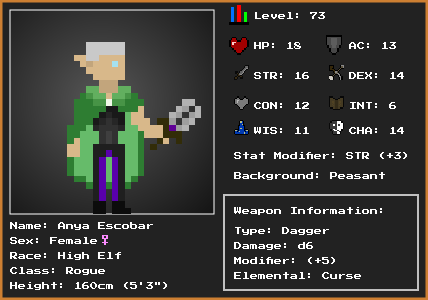 Level: 73
HP: 18
AC: 13
STR: 16
DEX: 14
CON: 12
INT: 6
WIS: 11
CHA: 14
Stat Modifier: STR (+3)
Background: Peasant
Name: Anya Escobar
Sex: Female♀
Race: High Elf
Class: Rogue
Height: 160cm (5'3")
Weapon Information:
Type: Dagger
Damage: d6
Modifier: (+5)
Elemental: Curse